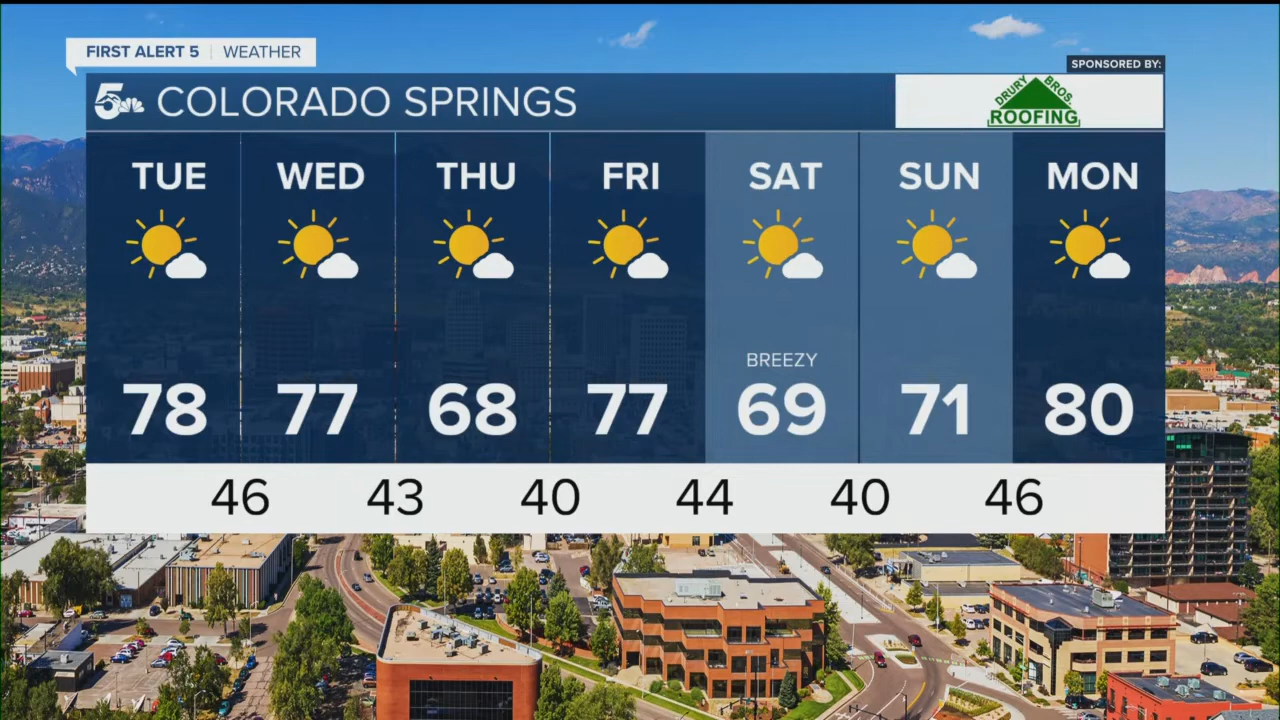 FIRST ALERT 5 | WEATHER
SPONSORED BY:
5 COLORADO SPRINGS
DRURY BROS.
ROOFING
TUE WED THU FRI SAT SUN MON
BREEZY
78 77 68 77 69 71 80
46 43 40 44 40 46